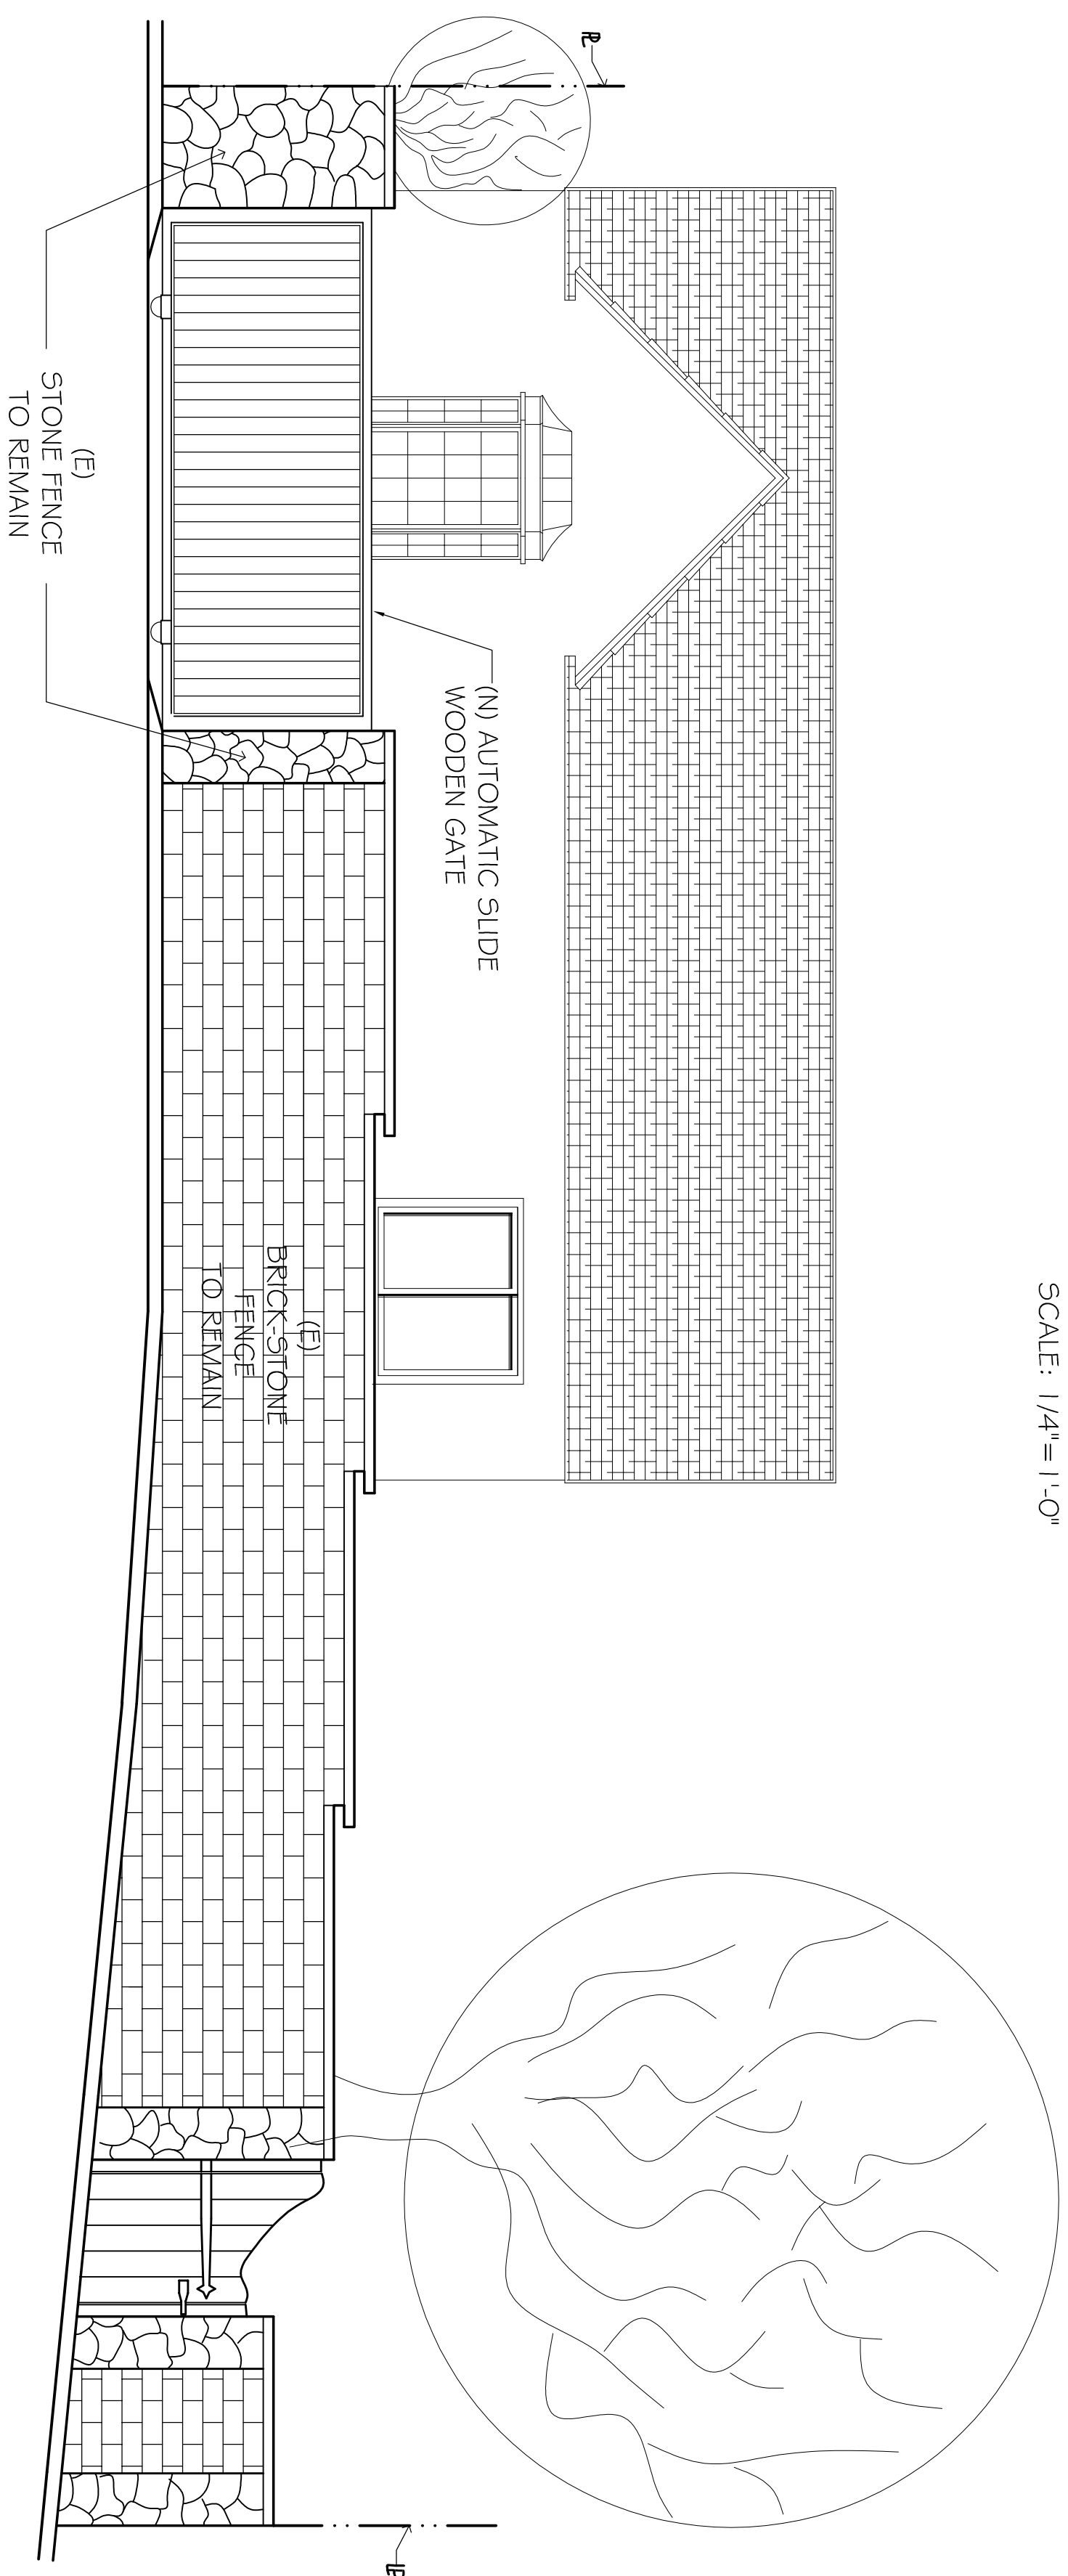 SCALE: 1/4"= 1'-0"
PL
(N) AUTOMATIC SLIDE
WOODEN GATE
(E)
BRICK-STONE
FENCE
TO REMAIN
(E)
STONE FENCE
TO REMAIN
PL